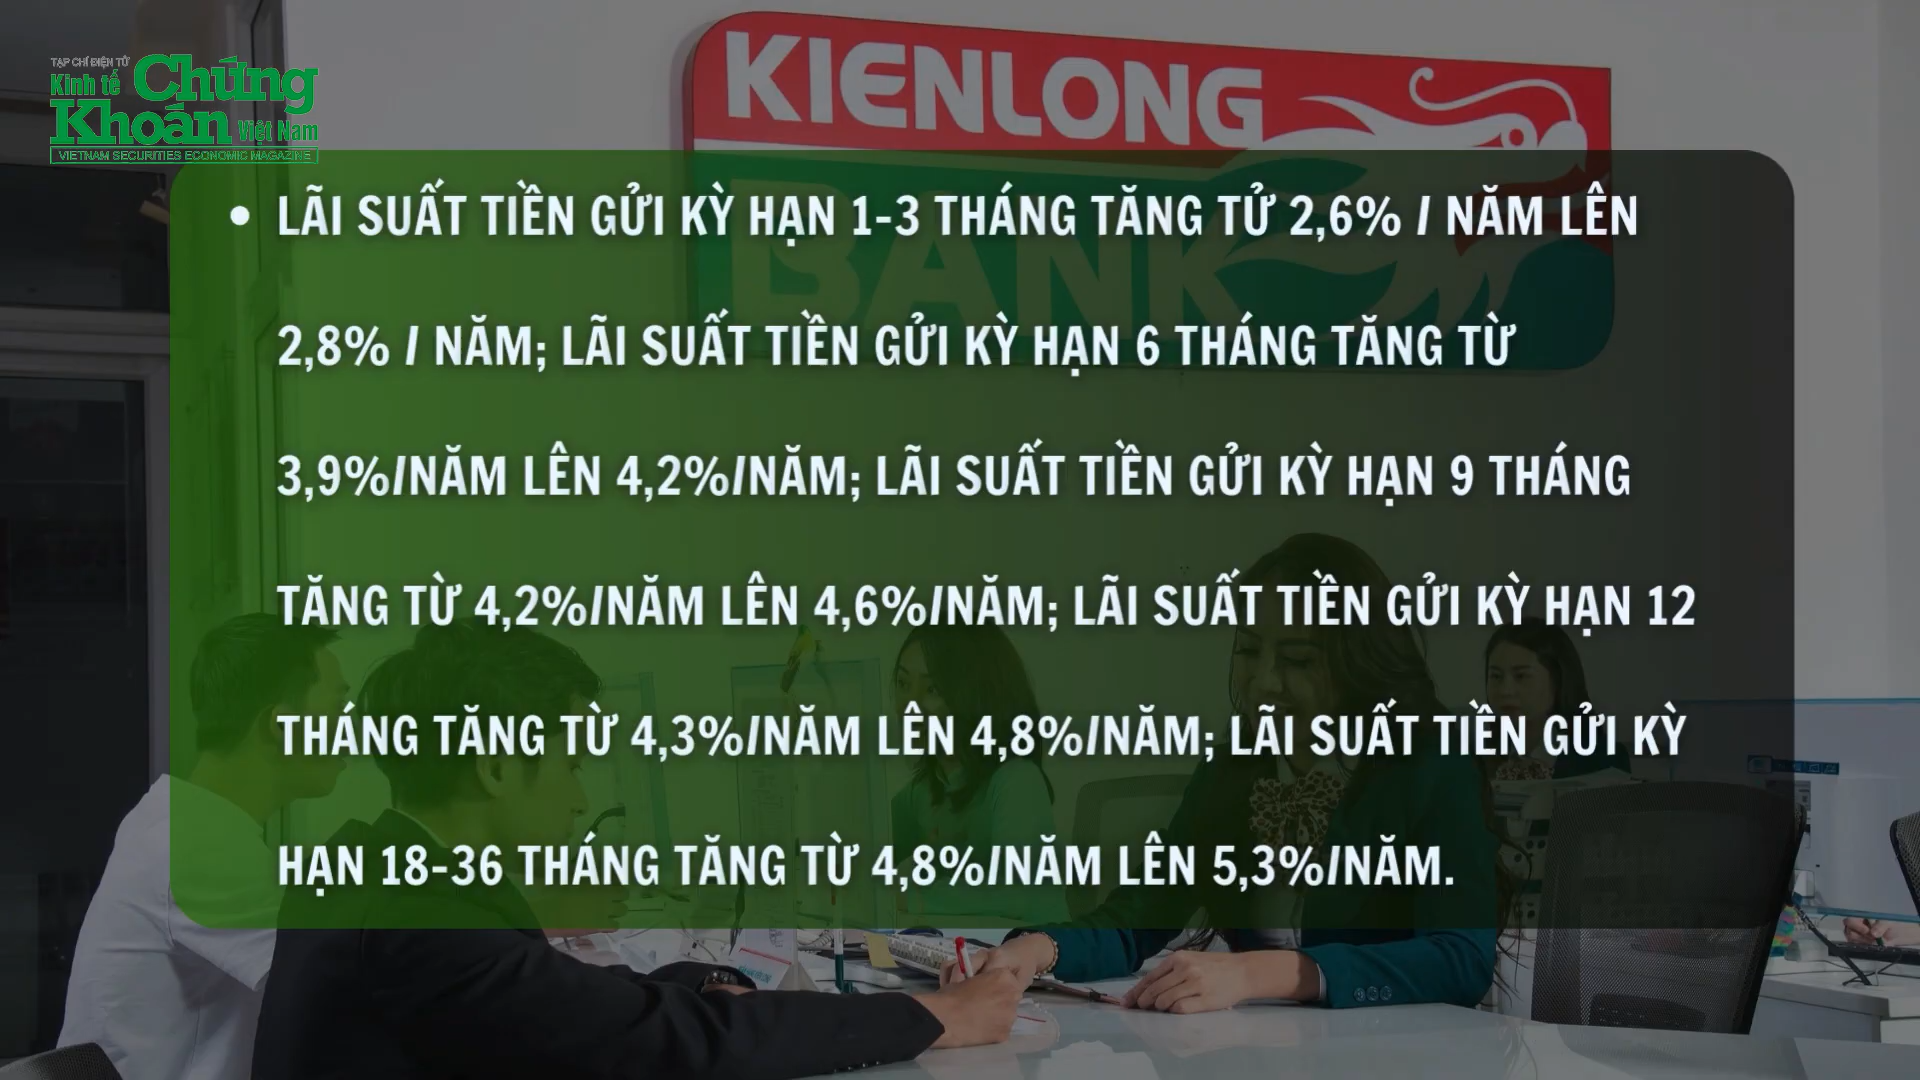 TẠP CHÍ ĐIỆN TỬ
Kinh tế Chứng
Khoán Việt Nam
VIETNAM SECURITIES ECONOMIC MAGAZINE
KIENLONG
BANK
• LÃI SUẤT TIỀN GỬI KỲ HẠN 1-3 THÁNG TĂNG TỬ 2,6% / NĂM LÊN
2,8% / NĂM; LÃI SUẤT TIỀN GỬI KỲ HẠN 6 THÁNG TĂNG TỪ
3,9%/NĂM LÊN 4,2%/NĂM; LÃI SUẤT TIỀN GỬI KỲ HẠN 9 THÁNG
TĂNG TỪ 4,2%/NĂM LÊN 4,6%/NĂM; LÃI SUẤT TIỀN GỬI KỲ HẠN 12
THÁNG TĂNG TỪ 4,3%/NĂM LÊN 4,8%/NĂM; LÃI SUẤT TIỀN GỬI KỲ
HẠN 18-36 THÁNG TĂNG TỪ 4,8%/NĂM LÊN 5,3%/NĂM.